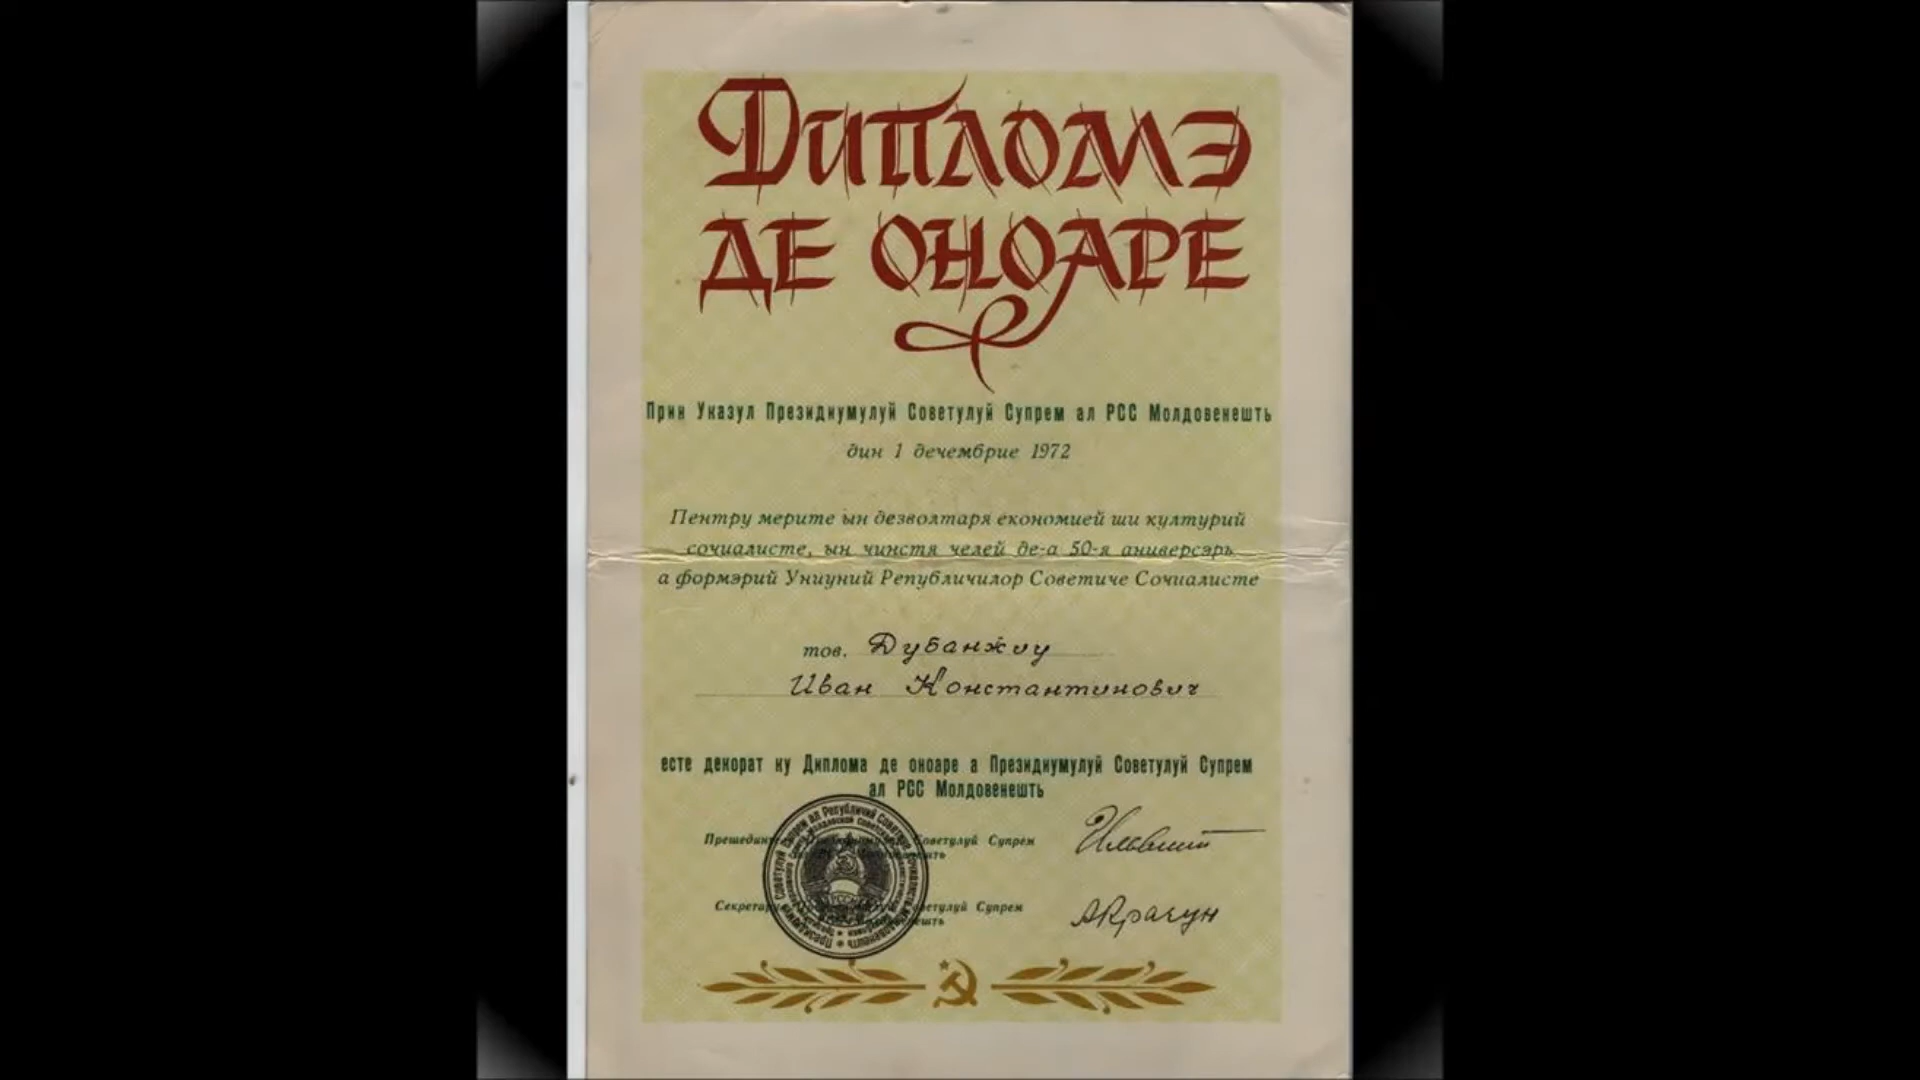 Дипломэ
де оноаре
Прин Указул Президиумулуй Советулуй Супрем ал РСС Молдовенешть
дин 1 дечембрие 1972
Пентру мерите ын дезволтаря економией ши културий
сочиалисте, ын чинстя челей де-а 50-я аниверсэрь
а формэрий Униуний Републичилор Советиче Сочиалисте
тов. Дубанжиу
Иван Константинович
есте декорат ку Диплома де оноаре а Президиумулуй Советулуй Супрем
ал РСС Молдовенешть
Советулуй Супрем
Советулуй Супрем